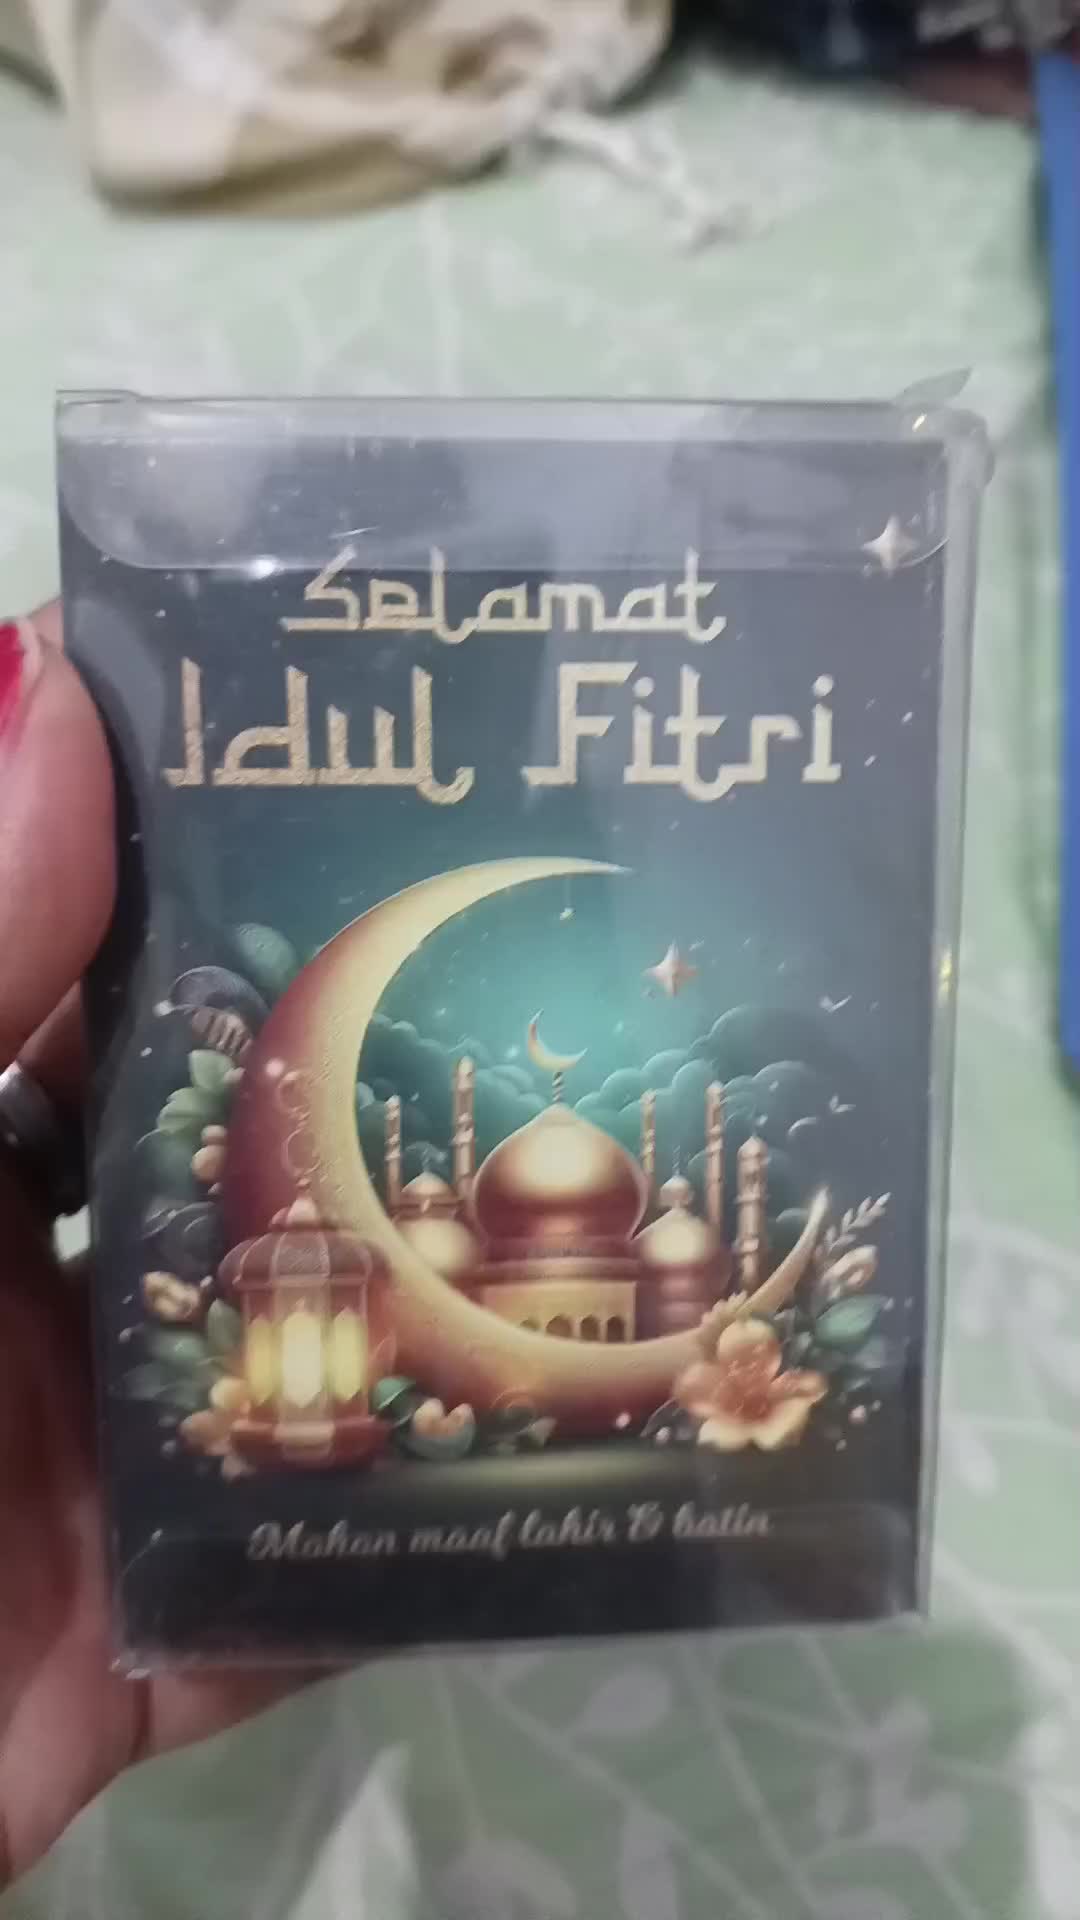 Selamat
Idul Fitri
Mohon maaf lahir & batin